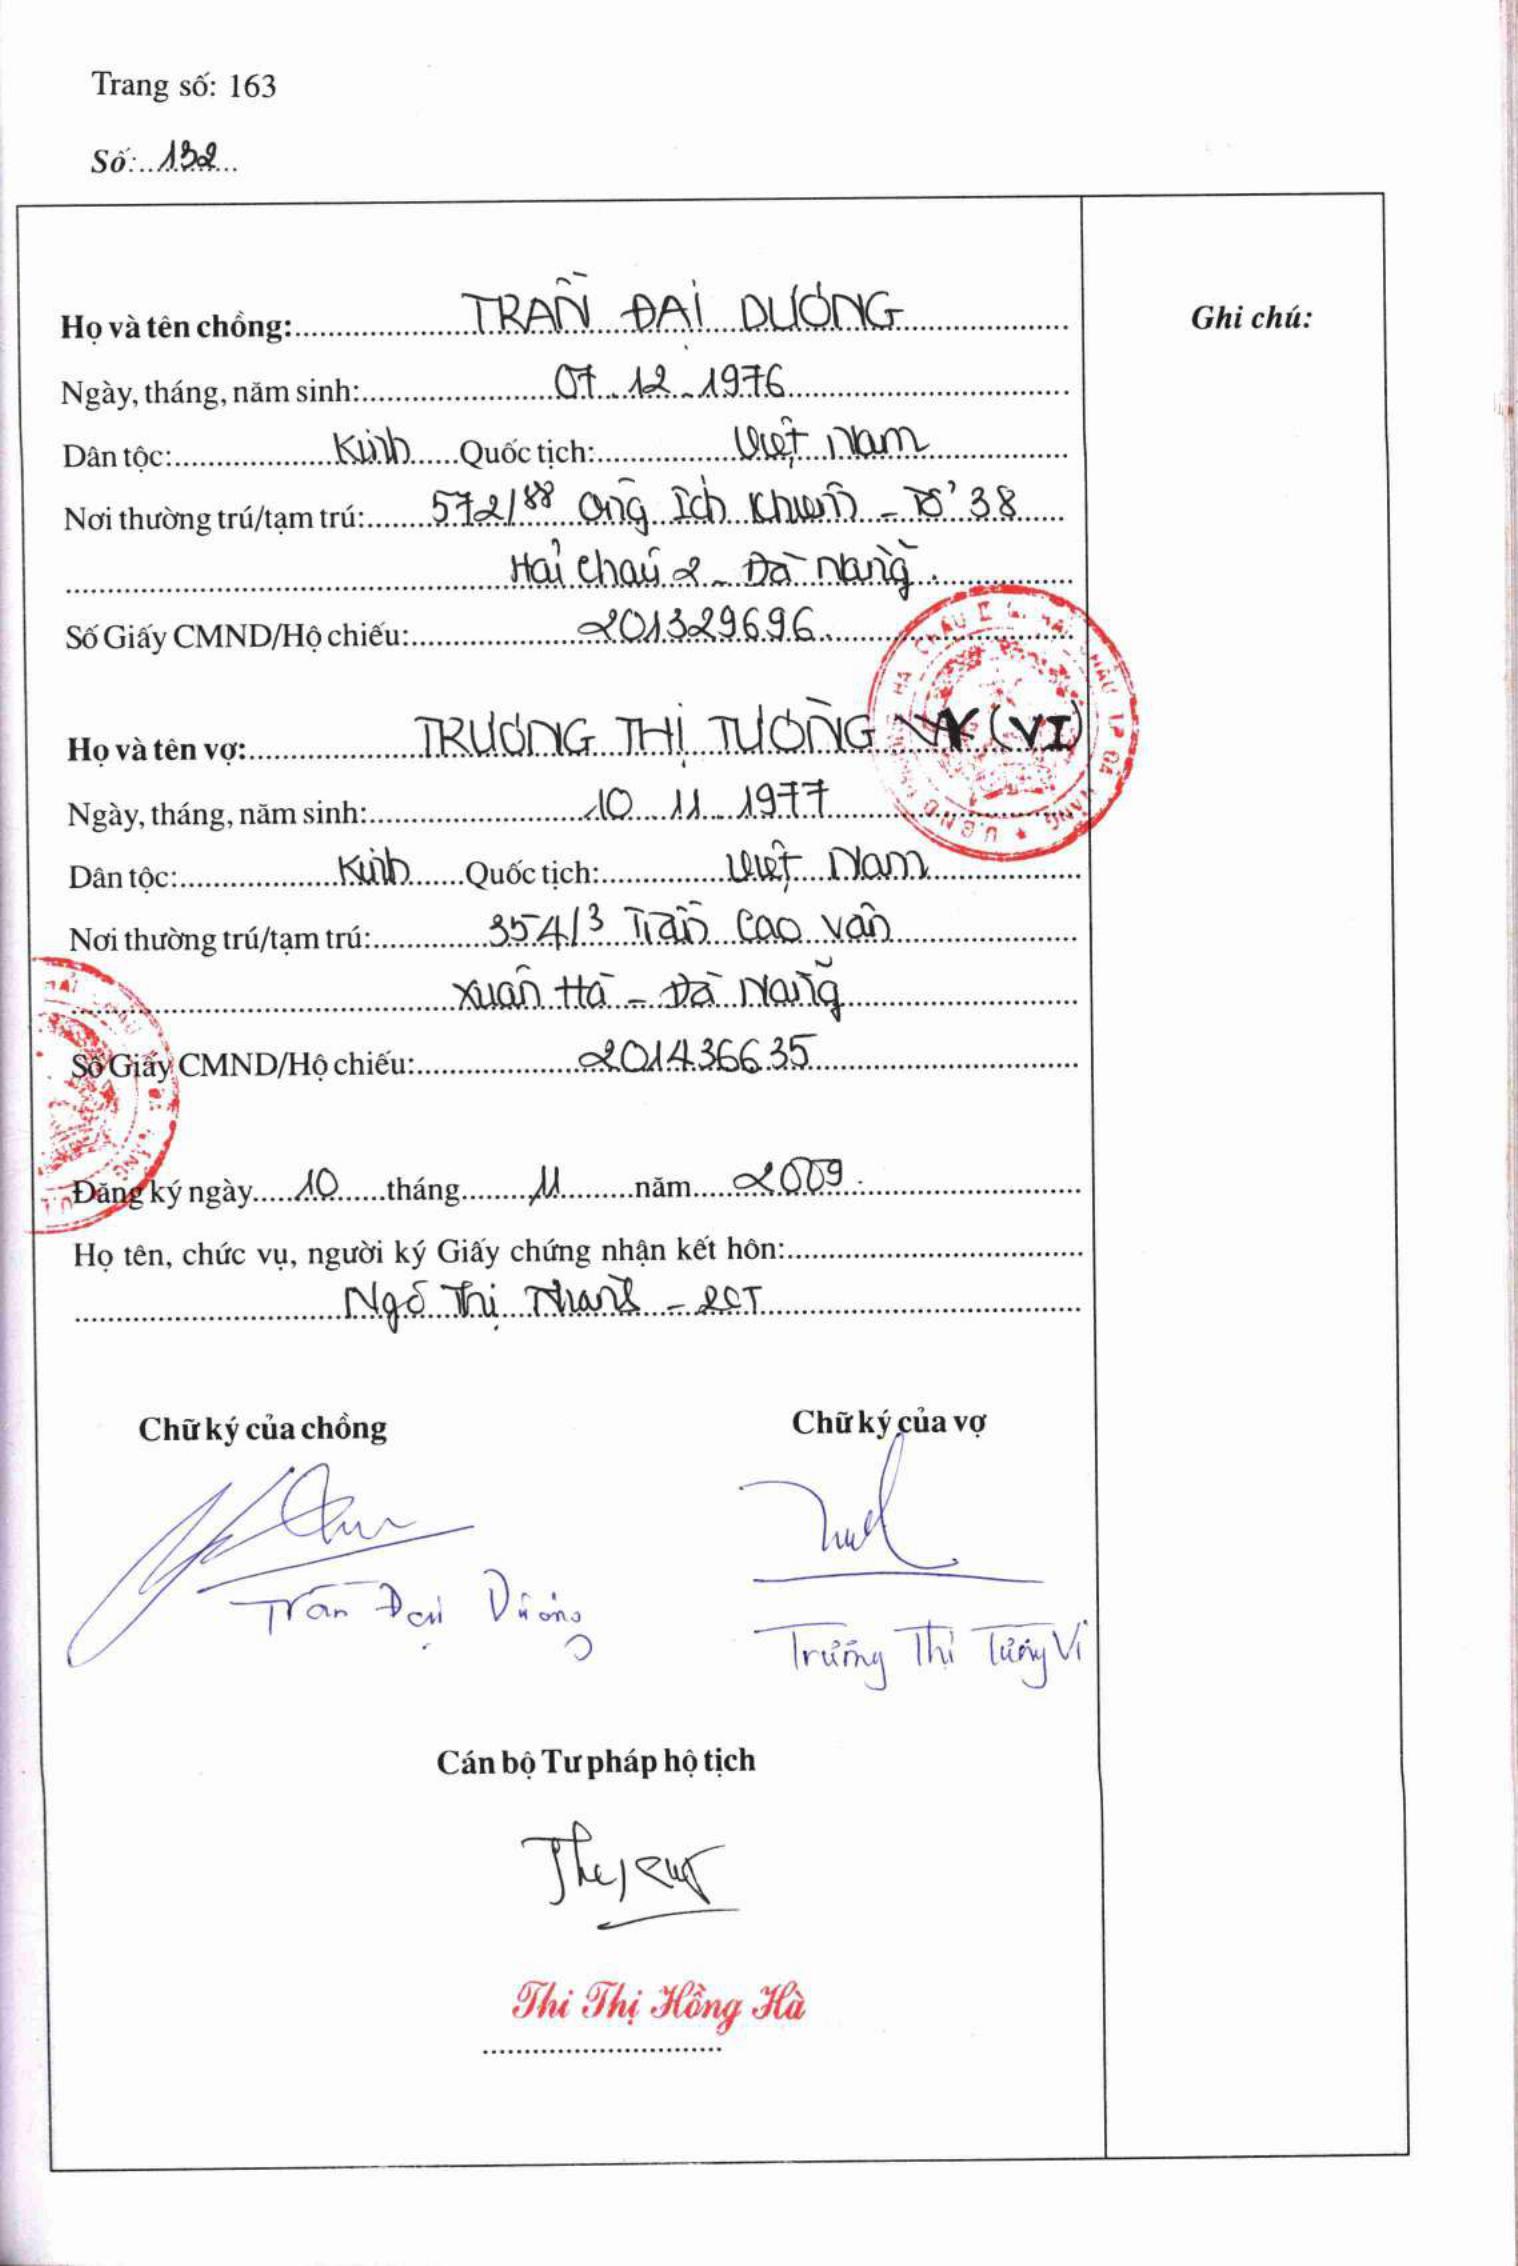 Trang số: 163
Số: 132
Họ và tên chồng: TRẦN ĐẠI DƯƠNG
Ghi chú:
Ngày, tháng, năm sinh: 07.12.1976
Dân tộc: Kinh Quốc tịch: Việt Nam
Nơi thường trú/tạm trú: 572/88 Ông Ích Khiêm - Tổ 38
Hải Châu 2 - Đà Nẵng.
Số Giấy CMND/Hộ chiếu: 201329696
Họ và tên vợ: TRƯƠNG THỊ TƯỜNG (VI)
Ngày, tháng, năm sinh: 10.11.1977
Dân tộc: Kinh Quốc tịch: Việt Nam
Nơi thường trú/tạm trú: 354/3 Trần Cao Vân
Xuân Hà - Đà Nẵng
Số Giấy CMND/Hộ chiếu: 201436635
Đăng ký ngày 10 tháng 11 năm 2009.
Họ tên, chức vụ, người ký Giấy chứng nhận kết hôn:
Ngô Thị - PCT
Chữ ký của chồng Chữ ký của vợ
Trần Đại Dương
Trương Thị Tường Vi
Cán bộ Tư pháp hộ tịch
Thi Thị Hồng Hà